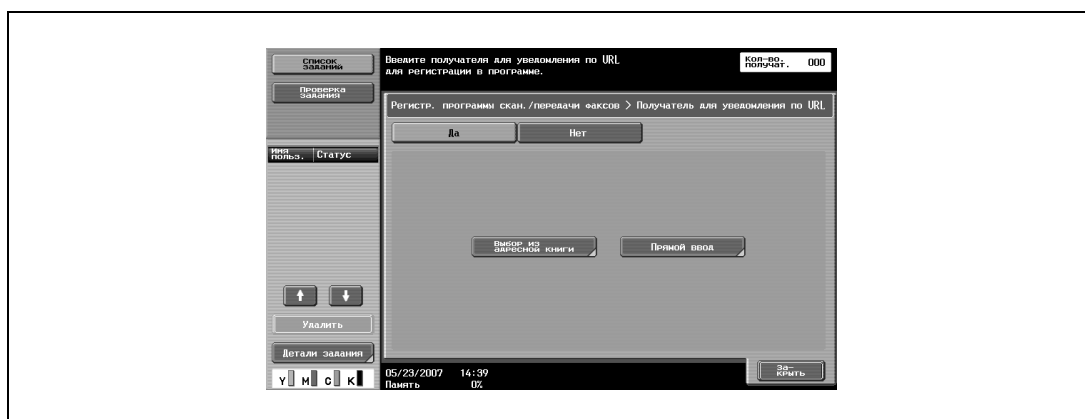 Список
заданий
Введите получателя для уведомления по URL
для регистрации в программе.
Кол-во.
получат.
000
Проверка
задания
Регистр. программы скан./передачи факсов > Получатель для уведомления по URL
Да
Нет
Имя
польз.
Статус
Выбор из
адресной книги
Прямой ввод
Удалить
Детали задания
Y M C K
05/23/2007 14:39
Память 0%
За-
крыть